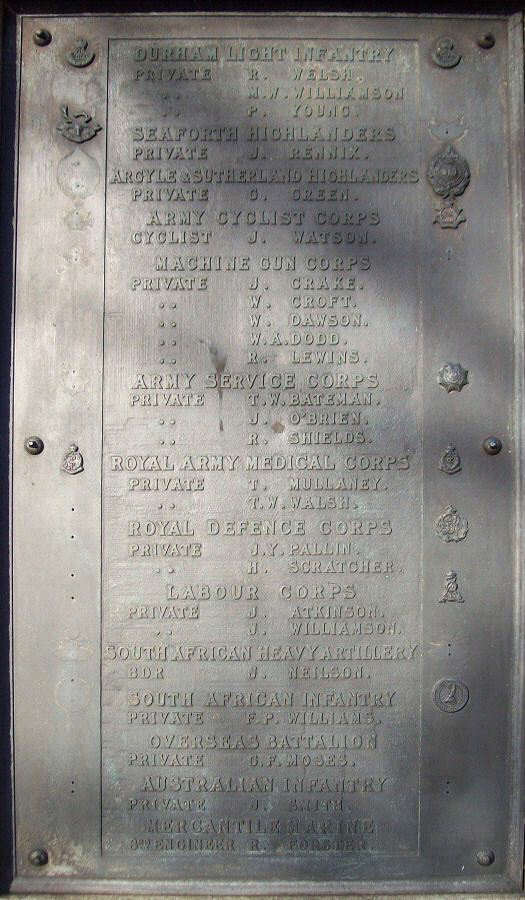 DURHAM LIGHT INFANTRY
PRIVATE R. WELSH.
.. M.W. WILLIAMSON
.. P. YOUNG.
SEAFORTH HIGHLANDERS
PRIVATE J. RENNIX.
ARGYLE & SUTHERLAND HIGHLANDERS
PRIVATE G. GREEN.
ARMY CYCLIST CORPS
CYCLIST J. WATSON.
MACHINE GUN CORPS
PRIVATE J. CRAKE.
.. W. CROFT.
.. W. DAWSON.
.. W.A. DODD.
.. R. LEWINS.
ARMY SERVICE CORPS
PRIVATE T.W. BATEMAN.
.. J. O'BRIEN.
.. R. SHIELDS.
ROYAL ARMY MEDICAL CORPS
PRIVATE T. MULLANEY.
.. T.W. WALSH.
ROYAL DEFENCE CORPS
PRIVATE J.Y. PALLIN.
.. H. SCRATCHER.
LABOUR CORPS
PRIVATE J. ATKINSON.
.. J. WILLIAMSON.
SOUTH AFRICAN HEAVY ARTILLERY
BDR J. NEILSON.
SOUTH AFRICAN INFANTRY
PRIVATE F.P. WILLIAMS.
OVERSEAS BATTALION
PRIVATE G.F. MOSES.
AUSTRALIAN INFANTRY
PRIVATE J. SMITH.
MERCANTILE MARINE
ENGINEER R. FORSTER.